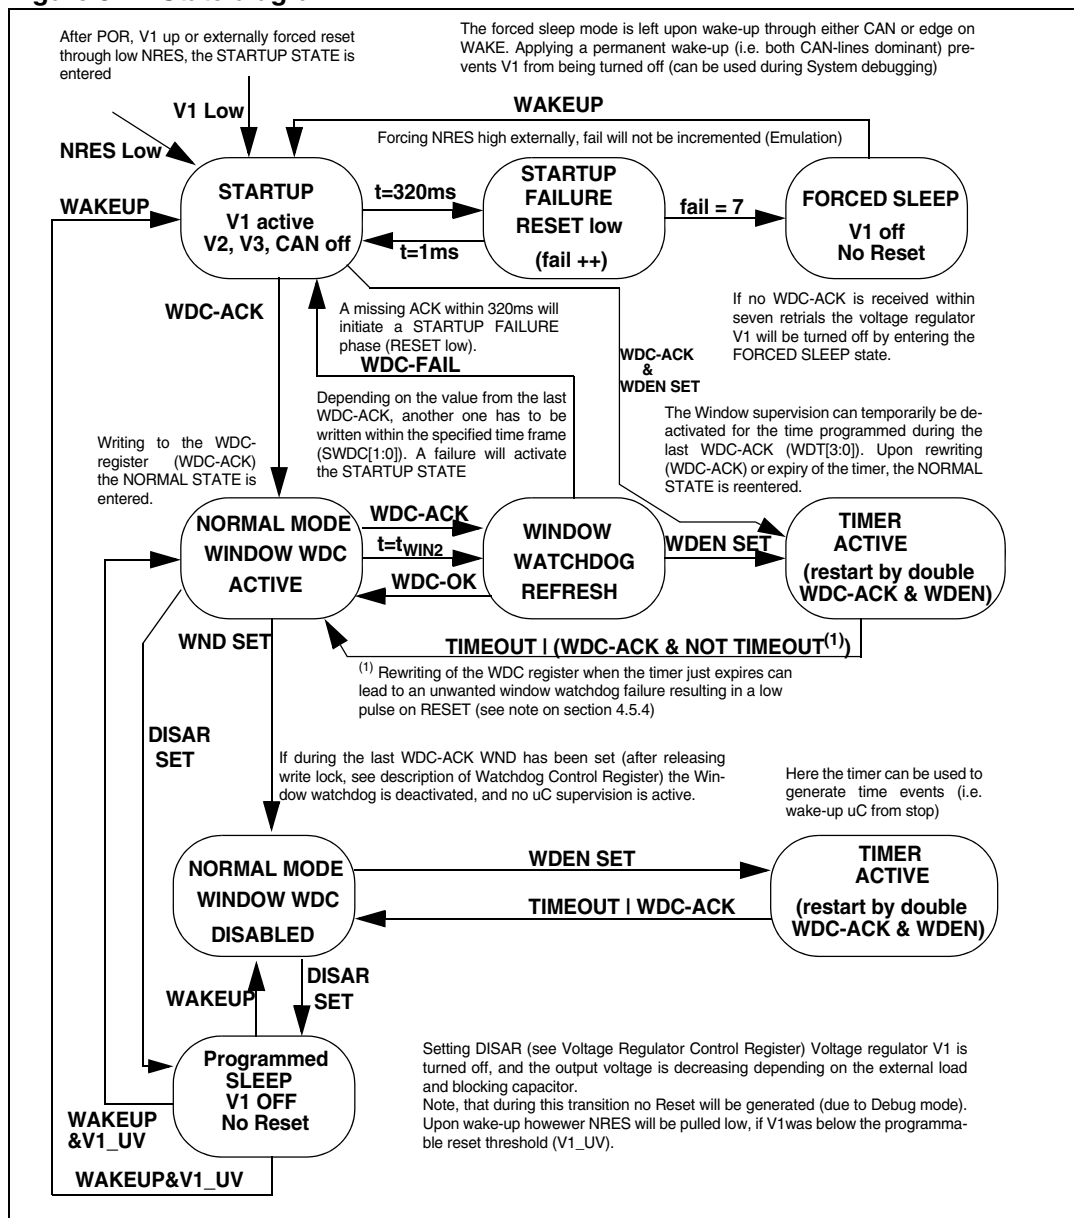 After POR, V1 up or externally forced reset
through low NRES, the STARTUP STATE is
entered
The forced sleep mode is left upon wake-up through either CAN or edge on
WAKE. Applying a permanent wake-up (i.e. both CAN-lines dominant) pre-
vents V1 from being turned off (can be used during System debugging)
V1 Low
WAKEUP
NRES Low
Forcing NRES high externally, fail will not be incremented (Emulation)
WAKEUP
STARTUP
V1 active
V2, V3, CAN off
t=320ms
t=1ms
STARTUP
FAILURE
RESET low
(fail ++)
fail = 7
FORCED SLEEP
V1 off
No Reset
WDC-ACK
A missing ACK within 320ms will
initiate a STARTUP FAILURE
phase (RESET low).
WDC-FAIL
WDC-ACK
&
WDEN SET
If no WDC-ACK is received within
seven retrials the voltage regulator
V1 will be turned off by entering the
FORCED SLEEP state.
Depending on the value from the last
WDC-ACK, another one has to be
written within the specified time frame
(SWDC[1:0]). A failure will activate
the STARTUP STATE
The Window supervision can temporarily be de-
activated for the time programmed during the
last WDC-ACK (WDT[3:0]). Upon rewriting
(WDC-ACK) or expiry of the timer, the NORMAL
STATE is reentered.
Writing to the WDC-
register (WDC-ACK)
the NORMAL STATE is
entered.
NORMAL MODE
WINDOW WDC
ACTIVE
WDC-ACK
t=tWIN2
WDC-OK
WINDOW
WATCHDOG
REFRESH
WDEN SET
TIMER
ACTIVE
(restart by double
WDC-ACK & WDEN)
WND SET
TIMEOUT | (WDC-ACK & NOT TIMEOUT(1))
(1) Rewriting of the WDC register when the timer just expires can
lead to an unwanted window watchdog failure resulting in a low
pulse on RESET (see note on section 4.5.4)
DISAR
SET
If during the last WDC-ACK WND has been set (after releasing
write lock, see description of Watchdog Control Register) the Win-
dow watchdog is deactivated, and no uC supervision is active.
Here the timer can be used to
generate time events (i.e.
wake-up uC from stop)
NORMAL MODE
WINDOW WDC
DISABLED
WDEN SET
TIMEOUT | WDC-ACK
TIMER
ACTIVE
(restart by double
WDC-ACK & WDEN)
WAKEUP
DISAR
SET
Programmed
SLEEP
V1 OFF
No Reset
WAKEUP
&V1_UV
WAKEUP&V1_UV
Setting DISAR (see Voltage Regulator Control Register) Voltage regulator V1 is
turned off, and the output voltage is decreasing depending on the external load
and blocking capacitor.
Note, that during this transition no Reset will be generated (due to Debug mode).
Upon wake-up howewer NRES will be pulled low, if V1was below the programma-
ble reset threshold (V1_UV).